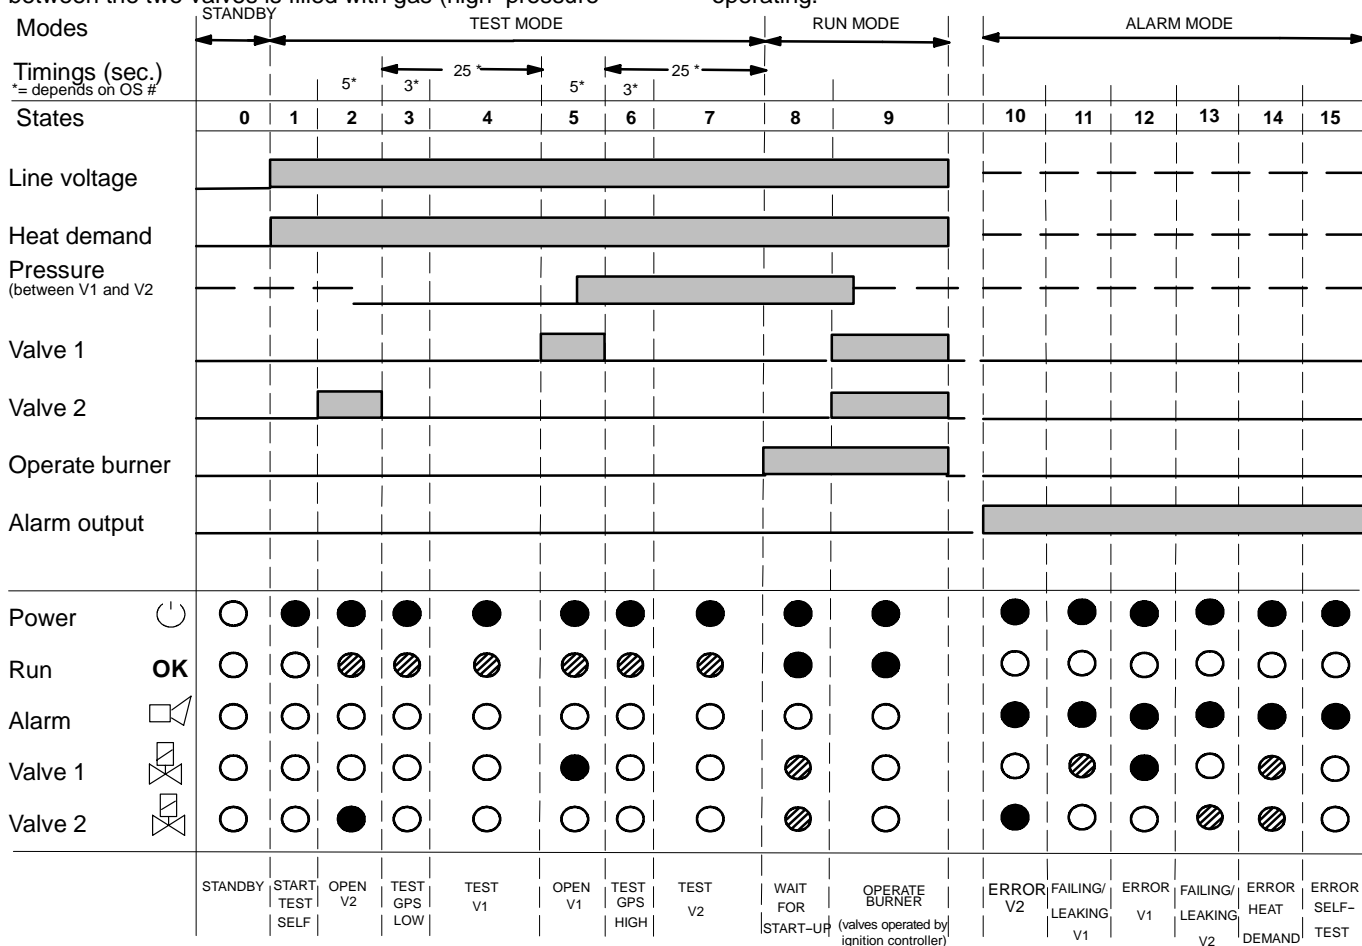 between the two valves is filled with gas (high pressure operating.
Modes STANDBY TEST MODE RUN MODE ALARM MODE
Timings (sec.) 25 * 25 *
*= depends on OS # 5* 3* 5* 3*
States 0 1 2 3 4 5 6 7 8 9 10 11 12 13 14 15
Line voltage
Heat demand
Pressure
(between V1 and V2
Valve 1
Valve 2
Operate burner
Alarm output
Power
Run OK
Alarm
Valve 1
Valve 2
STANDBY
START
TEST
SELF
OPEN
V2
TEST
GPS
LOW
TEST
V1
OPEN
V1
TEST
GPS
HIGH
TEST
V2
WAIT
FOR
START-UP
OPERATE
BURNER
(valves operated by
ignition controller)
ERROR
V2
FAILING/
LEAKING
V1
ERROR
V1
FAILING/
LEAKING
V2
ERROR
HEAT
DEMAND
ERROR
SELF-
TEST